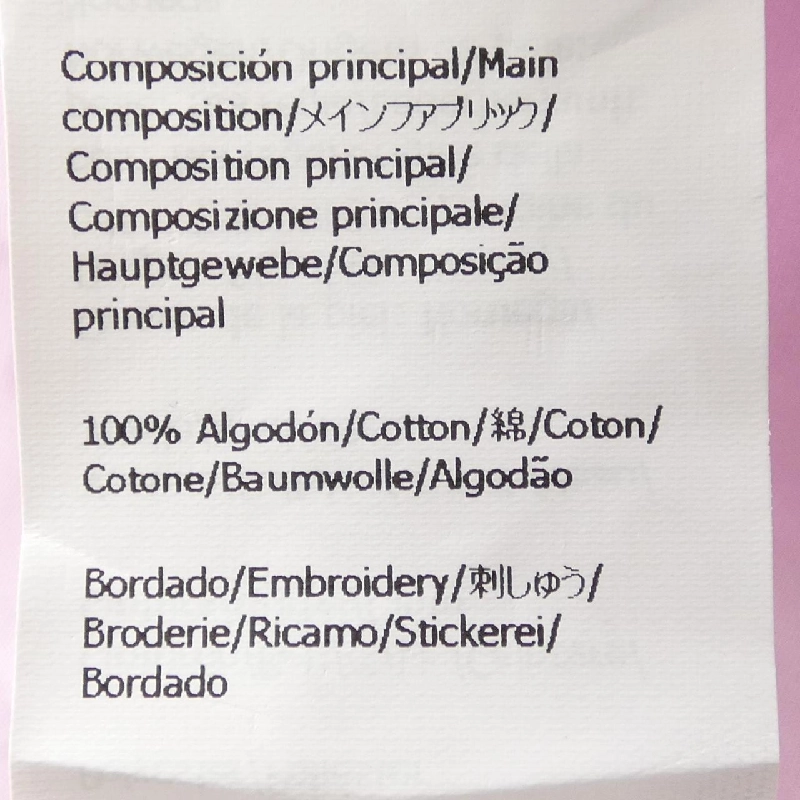 Composición principal/Main
composition/メインファブリック/
Composition principal/
Composizione principale/
Hauptgewebe/Composição
principal
100% Algodón/Cotton/綿/Coton/
Cotone/Baumwolle/Algodão
Bordado/Embroidery/刺しゅう/
Broderie/Ricamo/Stickerei/
Bordado